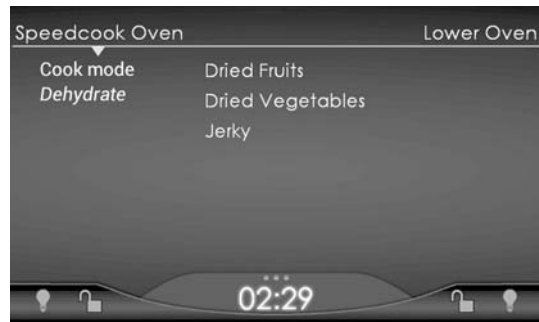 Speedcook Oven
Lower Oven
Cook mode
Dehydrate
Dried Fruits
Dried Vegetables
Jerky
02:29